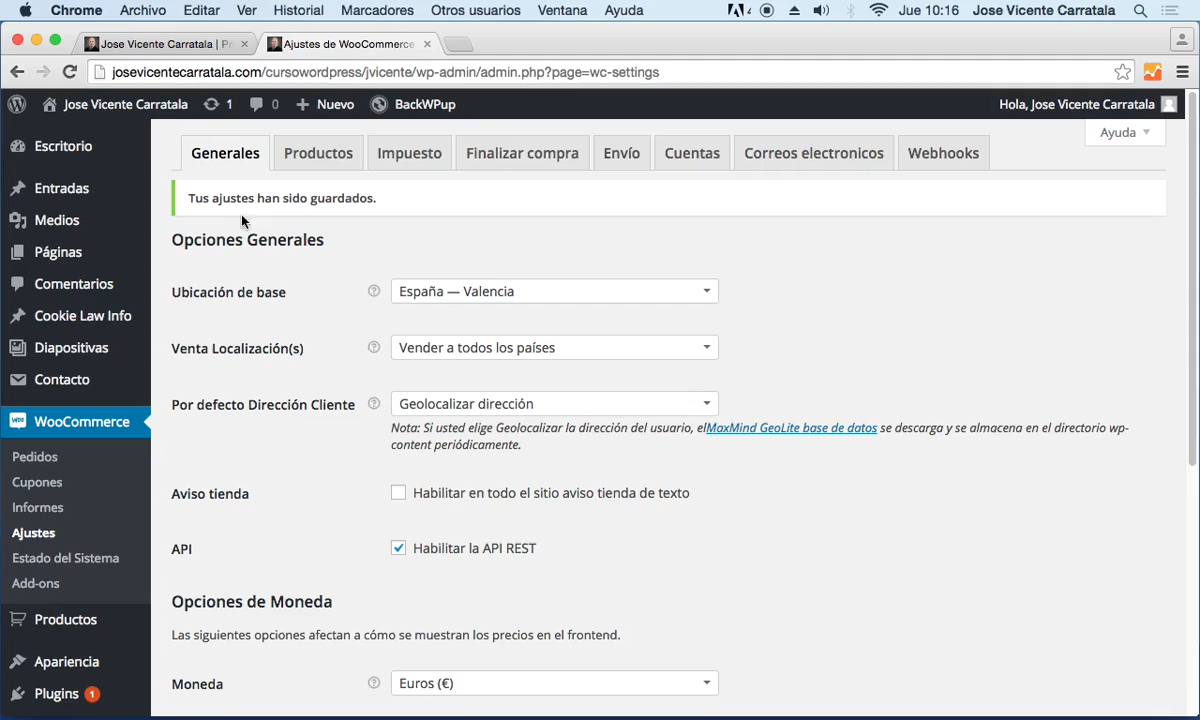 Chrome Archivo Editar Ver Historial Marcadores Otros usuarios Ventana Ayuda 4 Jue 10:16 Jose Vicente Carratala
Jose Vicente Carratala | Pr × Ajustes de WooCommerce ×
josevicentecarratala.com/cursowordpress/jvicente/wp-admin/admin.php?page=wc-settings
Jose Vicente Carratala 1 0 Nuevo BackWPup Hola, Jose Vicente Carratala
Ayuda
Escritorio
Entradas
Medios
Páginas
Comentarios
Cookie Law Info
Diapositivas
Contacto
WooCommerce
Pedidos
Cupones
Informes
Ajustes
Estado del Sistema
Add-ons
Productos
Apariencia
Plugins 1
Generales Productos Impuesto Finalizar compra Envío Cuentas Correos electronicos Webhooks
Tus ajustes han sido guardados.
Opciones Generales
Ubicación de base España — Valencia
Venta Localización(s) Vender a todos los países
Por defecto Dirección Cliente Geolocalizar dirección
Nota: Si usted elige Geolocalizar la dirección del usuario, elMaxMind GeoLite base de datos se descarga y se almacena en el directorio wp-
content periódicamente.
Aviso tienda Habilitar en todo el sitio aviso tienda de texto
API Habilitar la API REST
Opciones de Moneda
Las siguientes opciones afectan a cómo se muestran los precios en el frontend.
Moneda Euros (€)